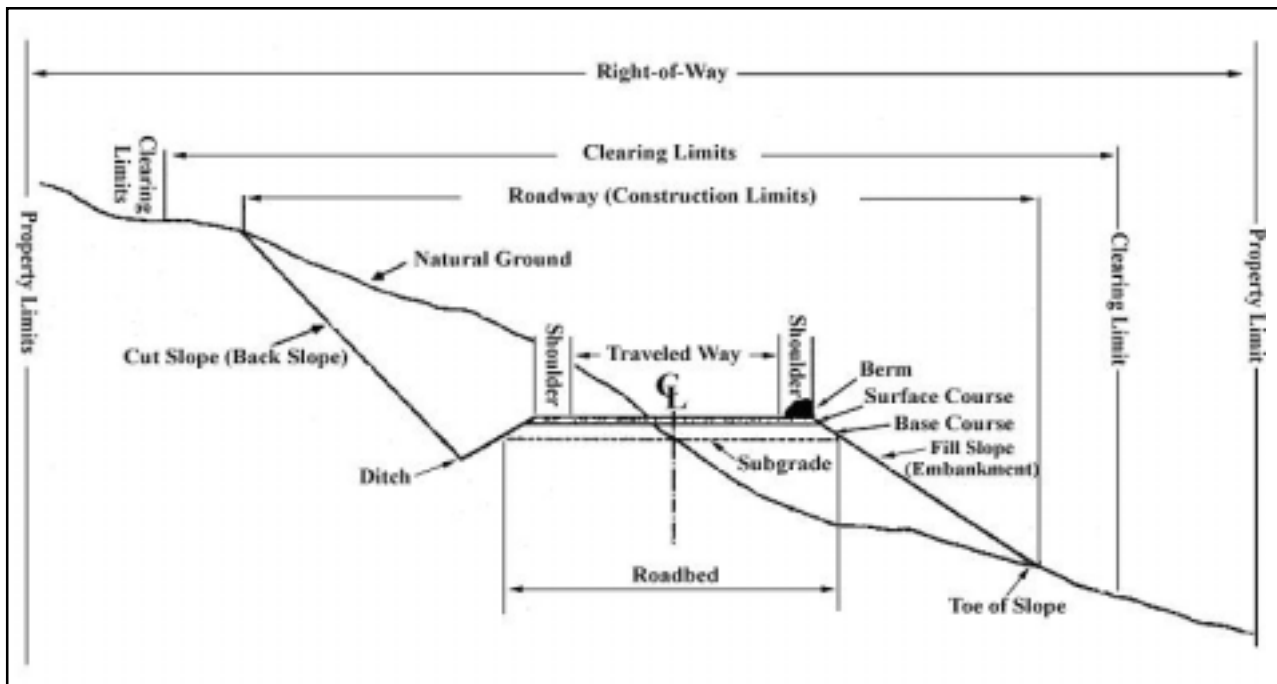 Right-of-Way
Clearing Limits
Clearing
Limits
Roadway (Construction Limits)
Property Limits
Natural Ground
Clearing Limit
Property Limit
Cut Slope (Back Slope)
Shoulder
Traveled Way
Shoulder
Berm
CL
Surface Course
Base Course
Fill Slope
(Embankment)
Subgrade
Ditch
Roadbed
Toe of Slope